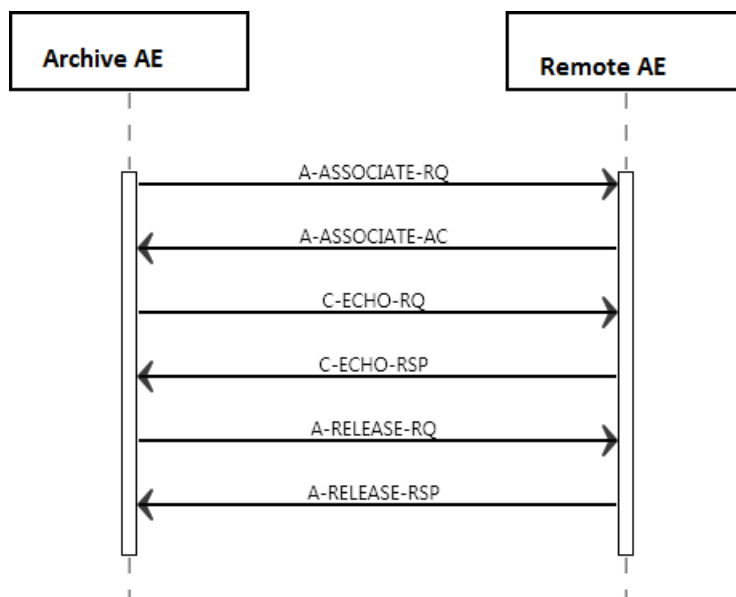 Archive AE
Remote AE
A-ASSOCIATE-RQ
A-ASSOCIATE-AC
C-ECHO-RQ
C-ECHO-RSP
A-RELEASE-RQ
A-RELEASE-RSP